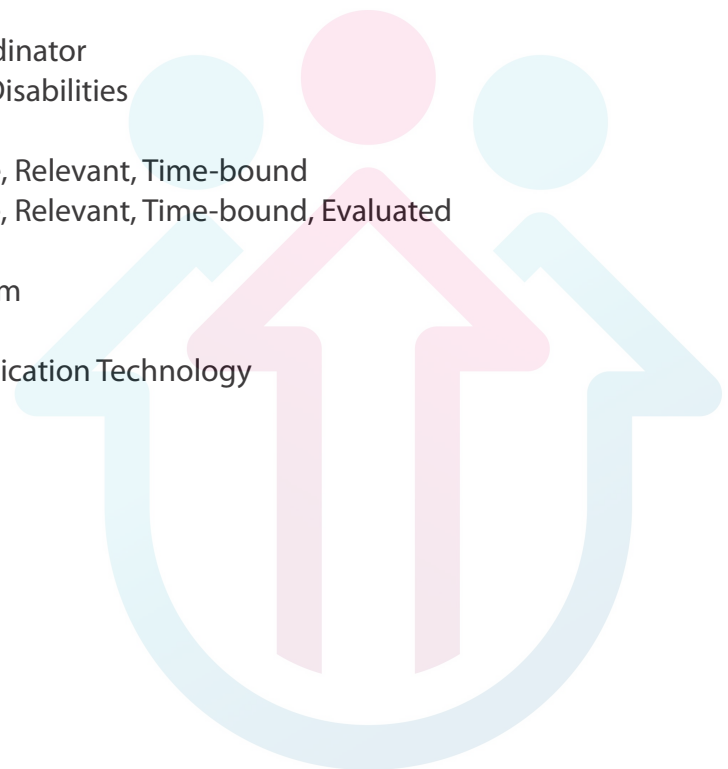 dinator
Disabilities
, Relevant, Time-bound
, Relevant, Time-bound, Evaluated
m
ication Technology